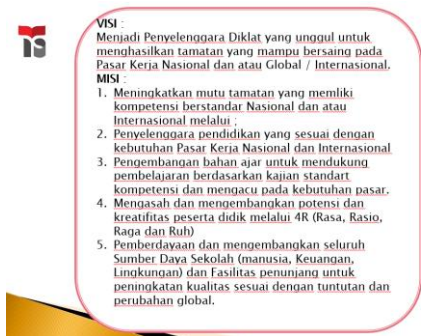 VISI :
Menjadi Penyelenggara Diklat yang unggul untuk
menghasilkan tamatan yang mampu bersaing pada
Pasar Kerja Nasional dan atau Global / Internasional.
MISI :
1. Meningkatkan mutu tamatan yang memliki
kompetensi berstandar Nasional dan atau
Internasional melalui ;
2. Penyelenggara pendidikan yang sesuai dengan
kebutuhan Pasar Kerja Nasional dan Internasional
3. Pengembangan bahan ajar untuk mendukung
pembelajaran berdasarkan kajian standart
kompetensi dan mengacu pada kebutuhan pasar.
4. Mengasah dan mengembangkan potensi dan
kreatifitas peserta didik melalui 4R (Rasa, Rasio,
Raga dan Ruh)
5. Pemberdayaan dan mengembangkan seluruh
Sumber Daya Sekolah (manusia, Keuangan,
Lingkungan) dan Fasilitas penunjang untuk
peningkatan kualitas sesuai dengan tuntutan dan
perubahan global.